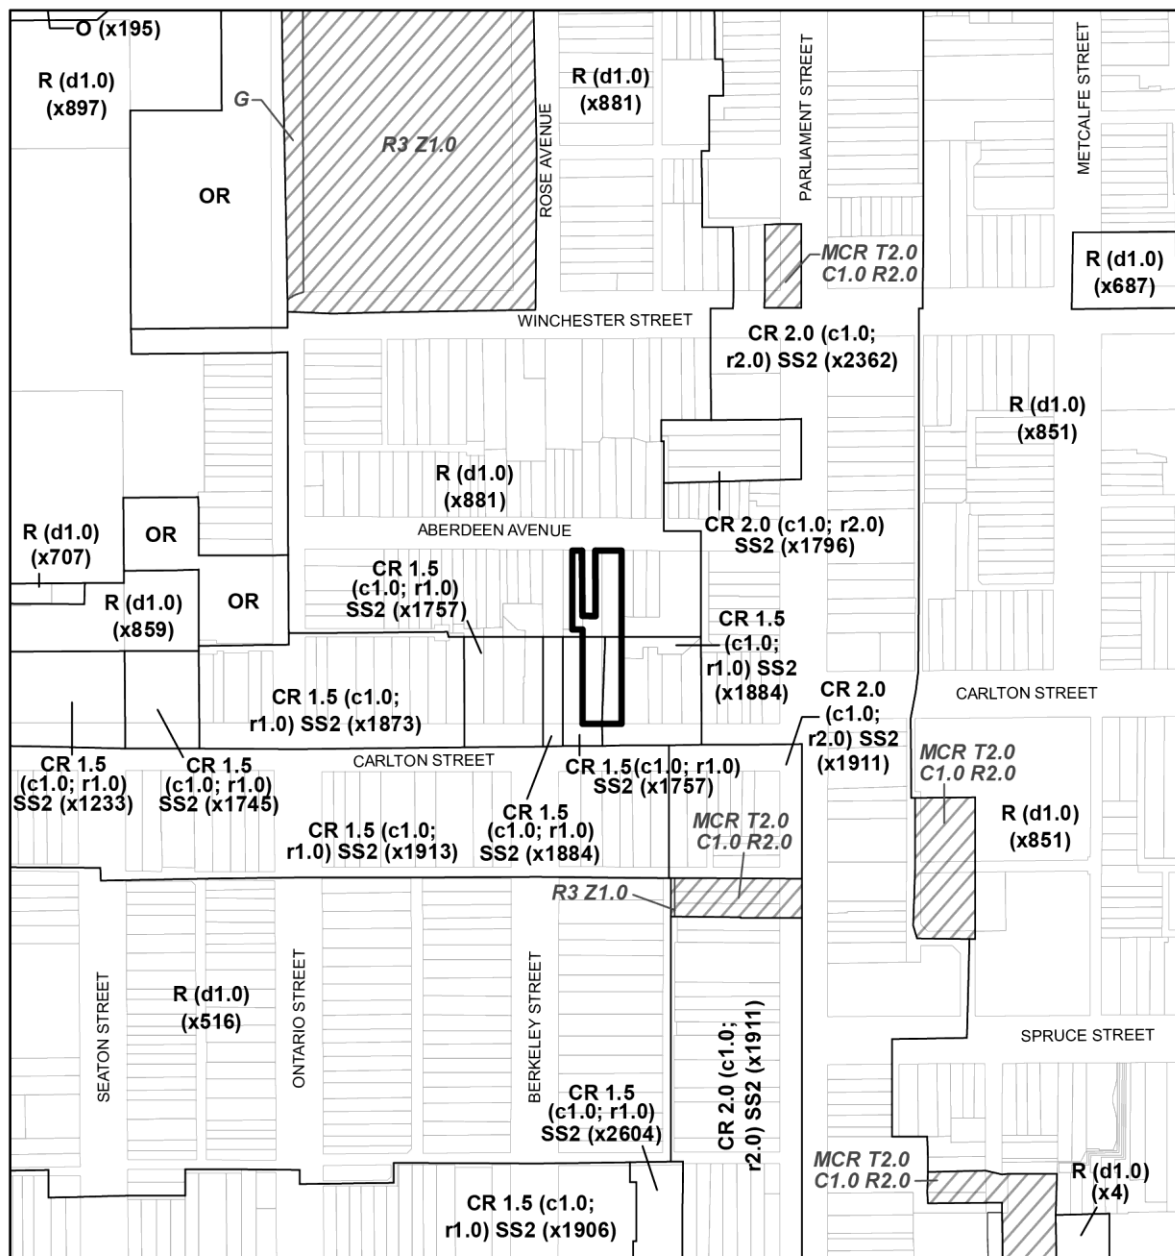 O (x195)
R (d1.0)
(x897)
G
R3 Z1.0
ROSE AVENUE
R (d1.0)
(x881)
PARLIAMENT STREET
METCALFE STREET
OR
MCR T2.0
C1.0 R2.0
R (d1.0)
(x687)
WINCHESTER STREET
CR 2.0 (c1.0;
r2.0) SS2 (x2362)
R (d1.0)
(x851)
R (d1.0)
(x881)
ABERDEEN AVENUE
CR 2.0 (c1.0; r2.0)
SS2 (x1796)
R (d1.0)
(x707)
OR
CR 1.5
(c1.0; r1.0)
SS2 (x1757)
R (d1.0)
(x859)
OR
CR 1.5
(c1.0;
r1.0) SS2
(x1884)
CR 1.5 (c1.0;
r1.0) SS2 (x1873)
CR 2.0
(c1.0;
r2.0) SS2
(x1911)
CARLTON STREET
CARLTON STREET
CR 1.5
(c1.0; r1.0)
SS2 (x1233)
CR 1.5
(c1.0; r1.0)
SS2 (x1745)
CR 1.5(c1.0; r1.0)
SS2 (x1757)
MCR T2.0
C1.0 R2.0
CR 1.5
(c1.0; r1.0)
SS2 (x1884)
CR 1.5 (c1.0;
r1.0) SS2 (x1913)
MCR T2.0
C1.0 R2.0
R (d1.0)
(x851)
R3 Z1.0
SEATON STREET
R (d1.0)
(x516)
ONTARIO STREET
BERKELEY STREET
CR 2.0 (c1.0;
r2.0) SS2 (x1911)
SPRUCE STREET
CR 1.5
(c1.0; r1.0)
SS2 (x2604)
MCR T2.0
C1.0 R2.0
R (d1.0)
(x4)
CR 1.5 (c1.0;
r1.0) SS2 (x1906)